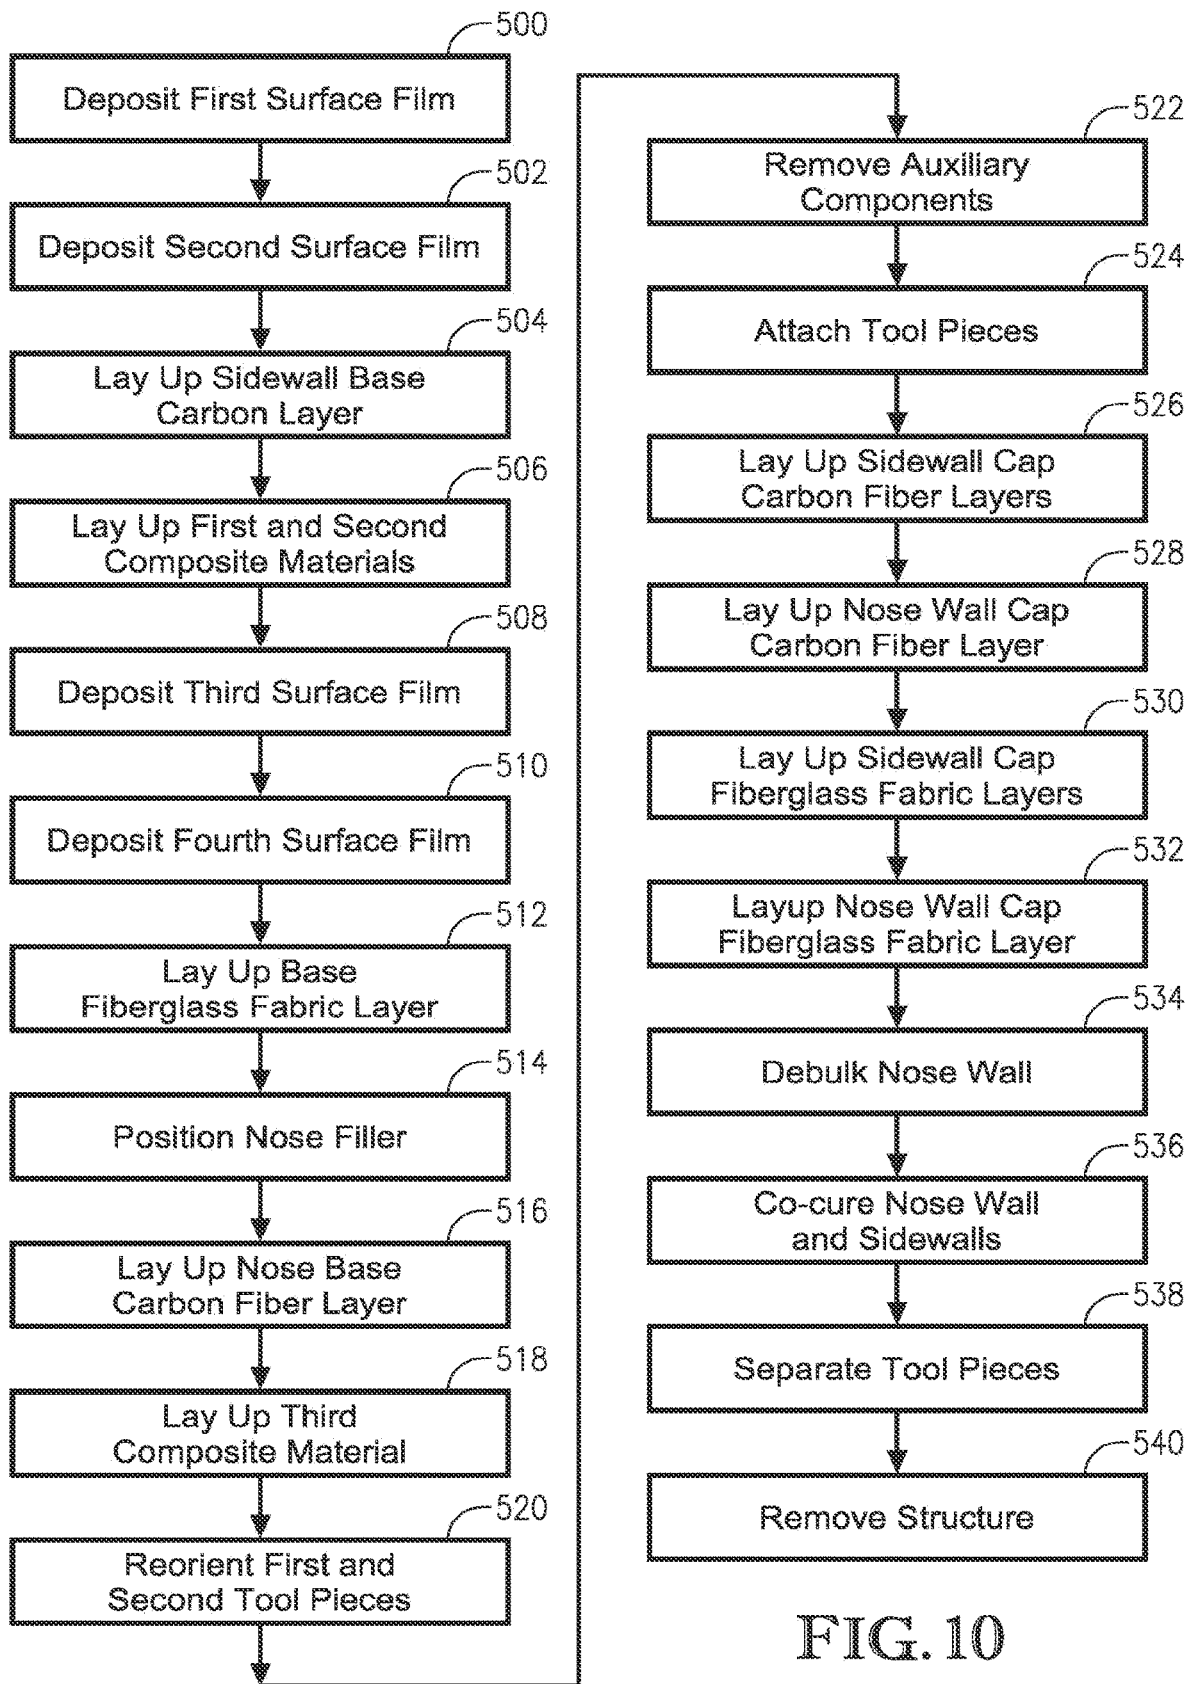 500
Deposit First Surface Film
502
Deposit Second Surface Film
504
Lay Up Sidewall Base
Carbon Layer
506
Lay Up First and Second
Composite Materials
508
Deposit Third Surface Film
510
Deposit Fourth Surface Film
512
Lay Up Base
Fiberglass Fabric Layer
514
Position Nose Filler
516
Lay Up Nose Base
Carbon Fiber Layer
518
Lay Up Third
Composite Material
520
Reorient First and
Second Tool Pieces
522
Remove Auxiliary
Components
524
Attach Tool Pieces
526
Lay Up Sidewall Cap
Carbon Fiber Layers
528
Lay Up Nose Wall Cap
Carbon Fiber Layer
530
Lay Up Sidewall Cap
Fiberglass Fabric Layers
532
Layup Nose Wall Cap
Fiberglass Fabric Layer
534
Debulk Nose Wall
536
Co-cure Nose Wall
and Sidewalls
538
Separate Tool Pieces
540
Remove Structure
FIG. 10